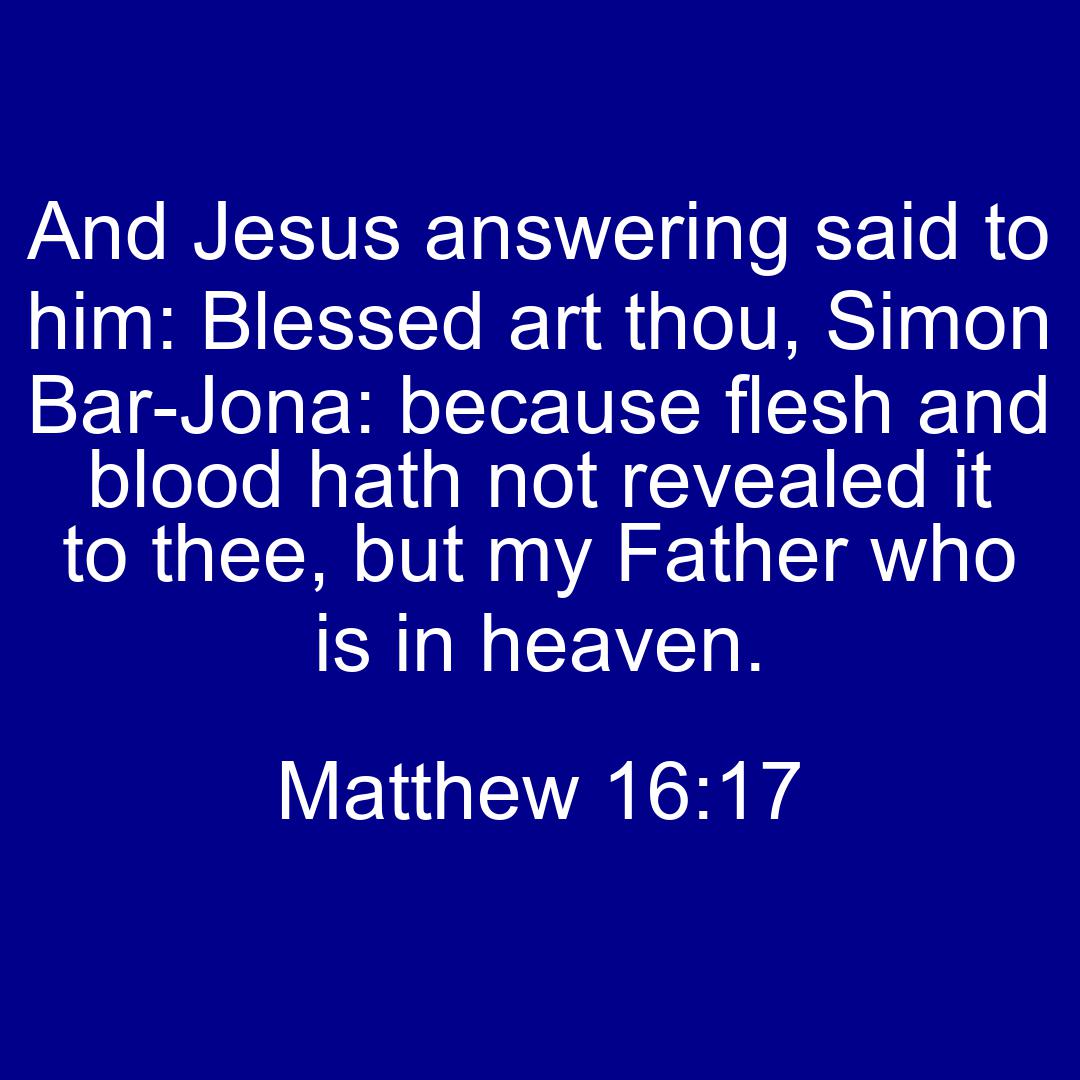 And Jesus answering said to
him: Blessed art thou, Simon
Bar-Jona: because flesh and
blood hath not revealed it
to thee, but my Father who
is in heaven.
Matthew 16:17